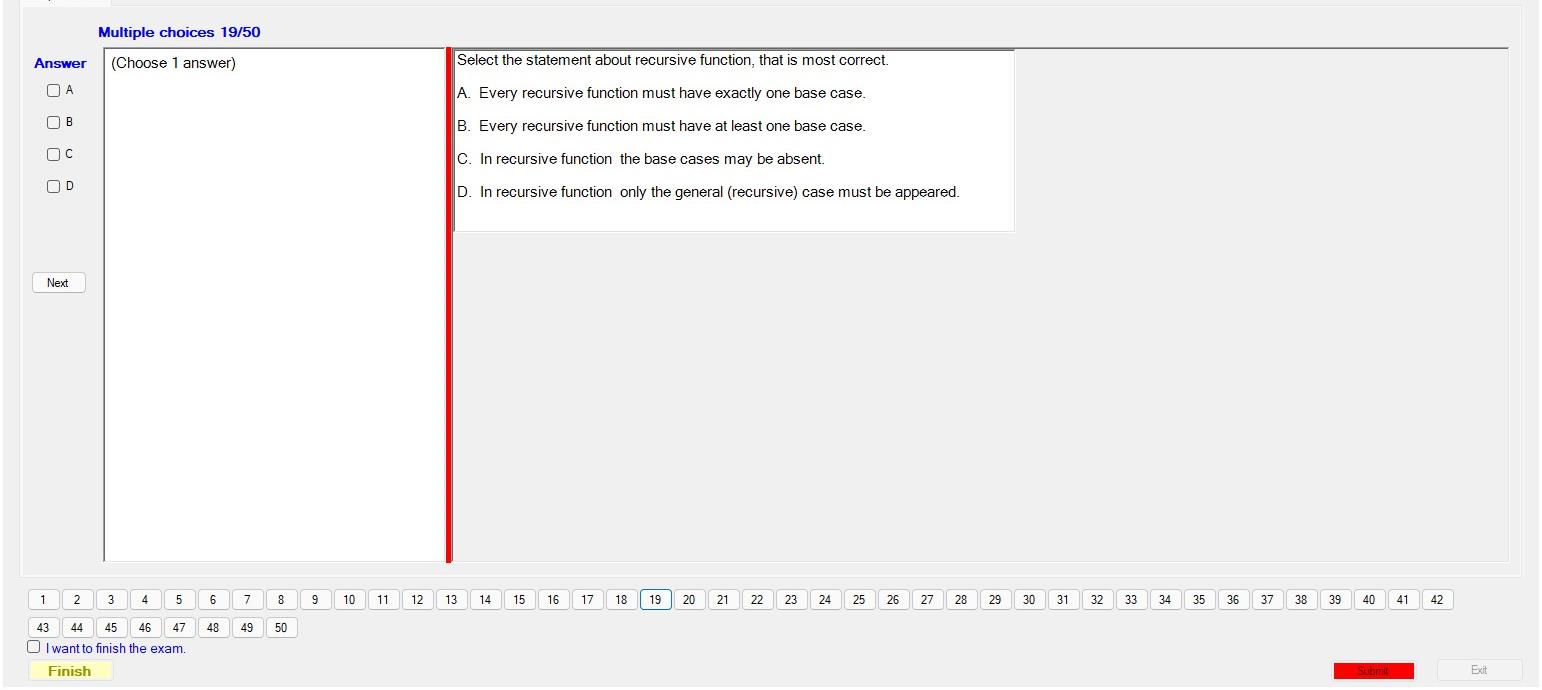 Multiple choices 19/50
Answer
(Choose 1 answer)
A
B
C
D
Next
Select the statement about recursive function, that is most correct.
A. Every recursive function must have exactly one base case.
B. Every recursive function must have at least one base case.
C. In recursive function the base cases may be absent.
D. In recursive function only the general (recursive) case must be appeared.
1 2 3 4 5 6 7 8 9 10 11 12 13 14 15 16 17 18 19 20 21 22 23 24 25 26 27 28 29 30 31 32 33 34 35 36 37 38 39 40 41 42
43 44 45 46 47 48 49 50
I want to finish the exam.
Finish
Submit
Exit